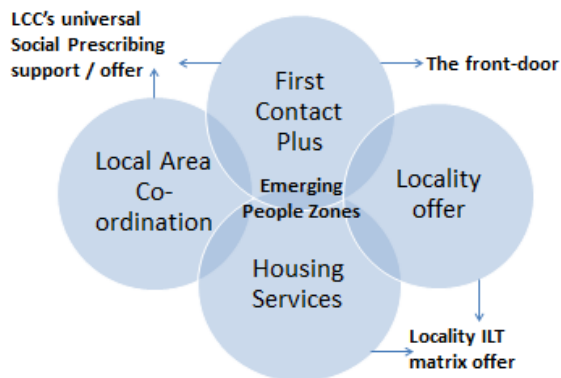 LCC's universal
Social Prescribing
support / offer
First
Contact
Plus
The front-door
Local Area
Co-
ordination
Emerging
People Zones
Locality
offer
Housing
Services
Locality ILT
matrix offer